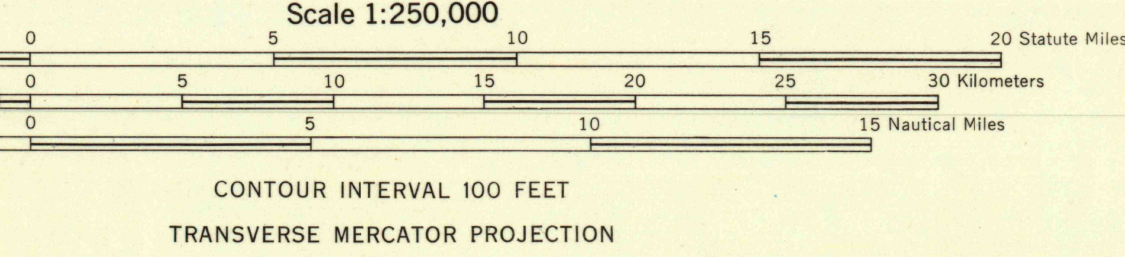 Scale 1:250,000
0 5 10 15 20 Statute Miles
0 5 10 15 20 25 30 Kilometers
0 5 10 15 Nautical Miles
CONTOUR INTERVAL 100 FEET
TRANSVERSE MERCATOR PROJECTION